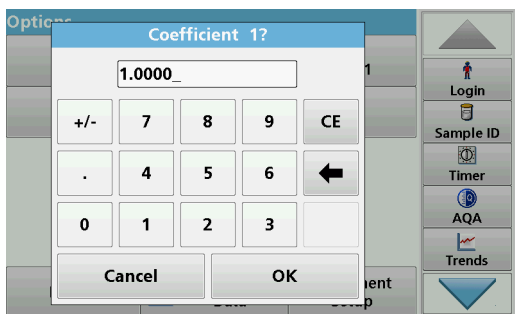 Options
Coefficient 1?
1.0000_
1
+/- 7 8 9 CE
. 4 5 6
0 1 2 3
Cancel OK
Login
Sample ID
Timer
AQA
Trends